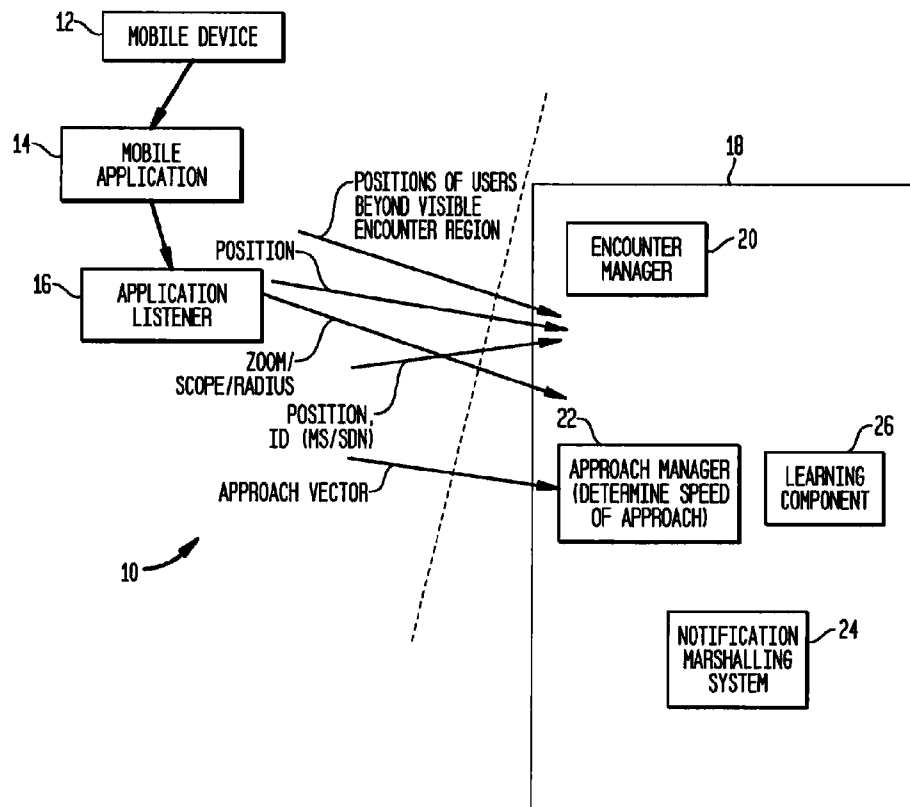 12
MOBILE DEVICE
14
MOBILE
APPLICATION
16
APPLICATION
LISTENER
POSITIONS OF USERS
BEYOND VISIBLE
ENCOUNTER REGION
POSITION
ZOOM/
SCOPE/RADIUS
POSITION,
ID (MS/SDN)
APPROACH VECTOR
10
18
ENCOUNTER
MANAGER
20
22
APPROACH MANAGER
(DETERMINE SPEED
OF APPROACH)
26
LEARNING
COMPONENT
NOTIFICATION
MARSHALLING
SYSTEM
24